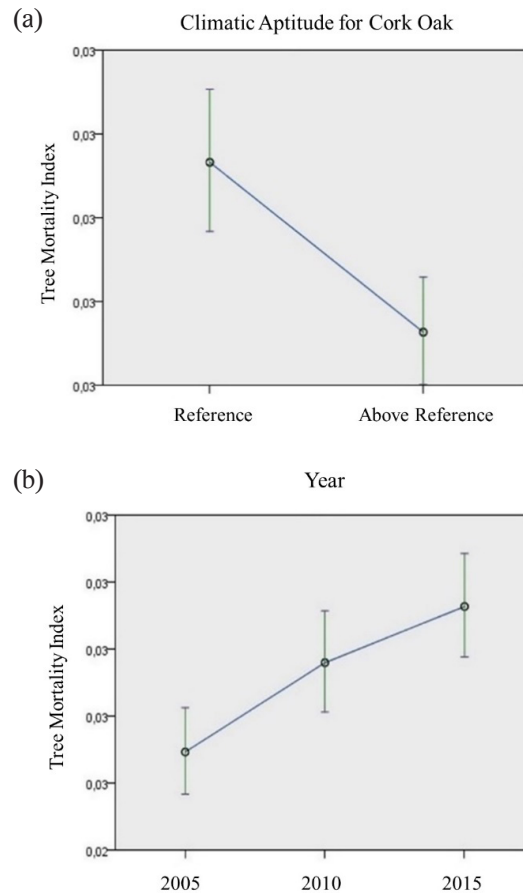 (a)
Climatic Aptitude for Cork Oak
Tree Mortality Index
0,03
0,03
0,03
0,03
0,03
Reference Above Reference
(b)
Year
Tree Mortality Index
0,03
0,03
0,03
0,03
0,03
0,02
2005 2010 2015